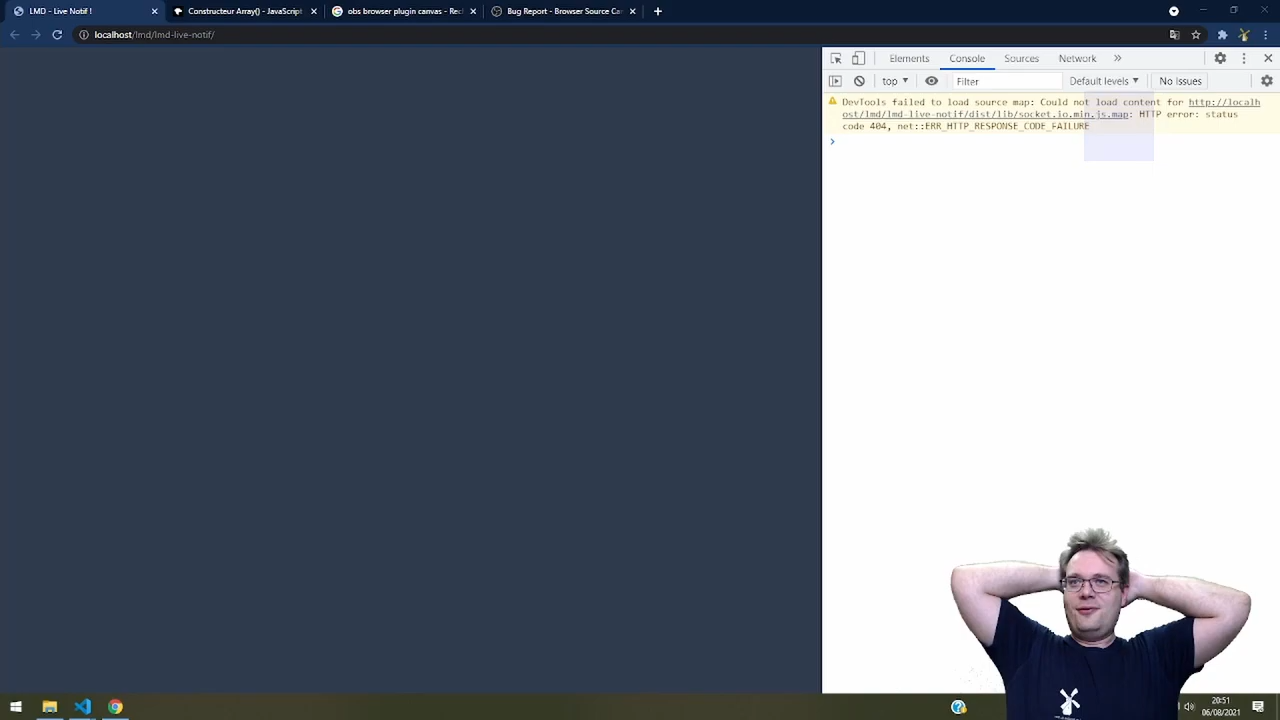 LMD - Live Notif !
Constructeur Array() - JavaScript
obs browser plugin canvas - Rec
Bug Report - Browser Source Ca
localhost/lmd/lmd-live-notif/
Elements Console Sources Network
top Filter Default levels No Issues
DevTools failed to load source map: Could not load content for http://localh
ost/lmd/lmd-live-notif/dist/lib/socket.io.min.js.map: HTTP error: status
code 404, net::ERR_HTTP_RESPONSE_CODE_FAILURE
20:51
06/08/2021